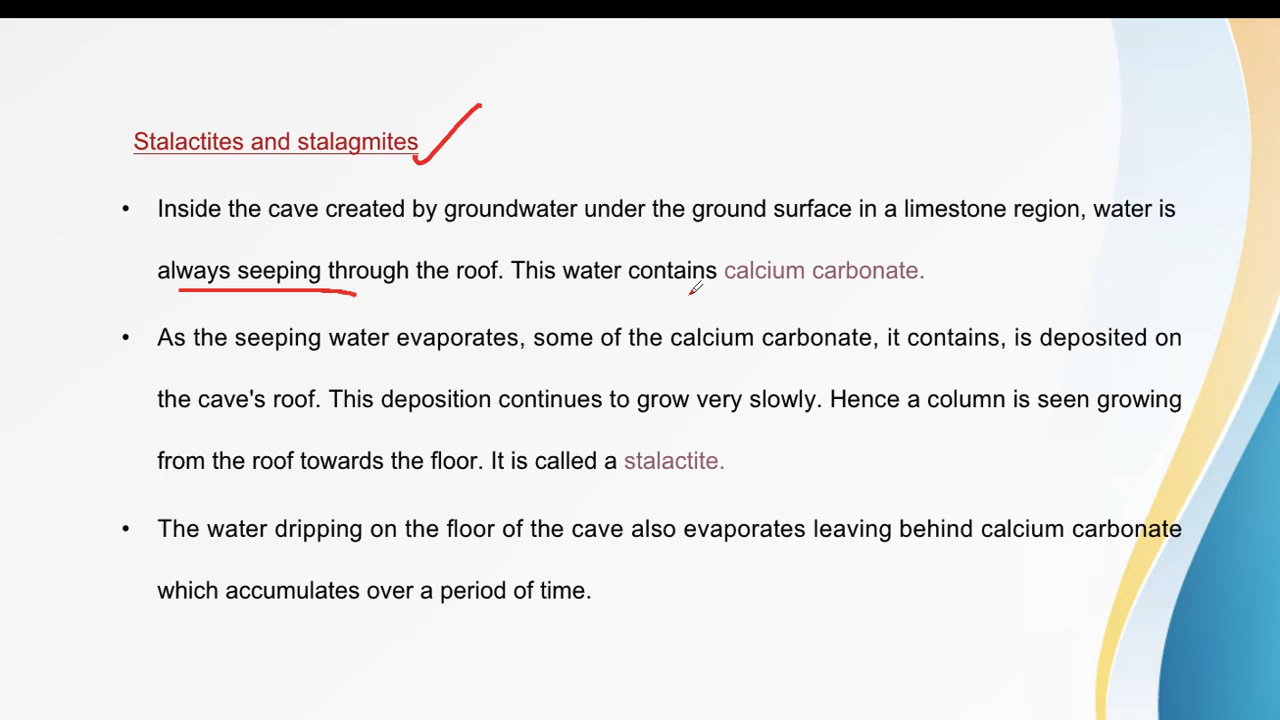 Stalactites and stalagmites
• Inside the cave created by groundwater under the ground surface in a limestone region, water is
always seeping through the roof. This water contains calcium carbonate.
• As the seeping water evaporates, some of the calcium carbonate, it contains, is deposited on
the cave's roof. This deposition continues to grow very slowly. Hence a column is seen growing
from the roof towards the floor. It is called a stalactite.
• The water dripping on the floor of the cave also evaporates leaving behind calcium carbonate
which accumulates over a period of time.